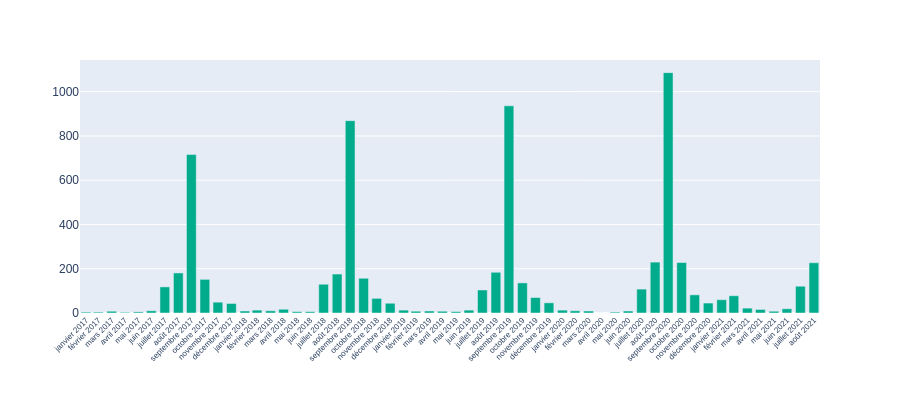 1000
800
600
400
200
0
janvier 2017
février 2017
mars 2017
avril 2017
mai 2017
juin 2017
juillet 2017
août 2017
septembre 2017
octobre 2017
novembre 2017
décembre 2017
janvier 2018
février 2018
mars 2018
avril 2018
mai 2018
juin 2018
juillet 2018
août 2018
septembre 2018
octobre 2018
novembre 2018
décembre 2018
janvier 2019
février 2019
mars 2019
avril 2019
mai 2019
juin 2019
juillet 2019
août 2019
septembre 2019
octobre 2019
novembre 2019
décembre 2019
janvier 2020
février 2020
mars 2020
avril 2020
mai 2020
juin 2020
juillet 2020
août 2020
septembre 2020
octobre 2020
novembre 2020
décembre 2020
janvier 2021
février 2021
mars 2021
avril 2021
mai 2021
juin 2021
juillet 2021
août 2021